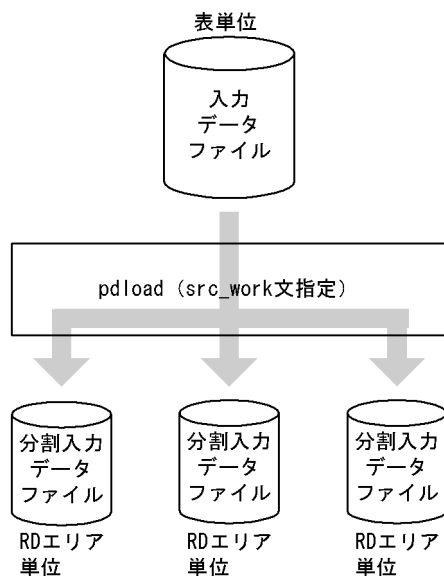 表単位
入力
データ
ファイル
pdload（src_work文指定）
分割入力
データ
ファイル
RDエリア
単位
分割入力
データ
ファイル
RDエリア
単位
分割入力
データ
ファイル
RDエリア
単位